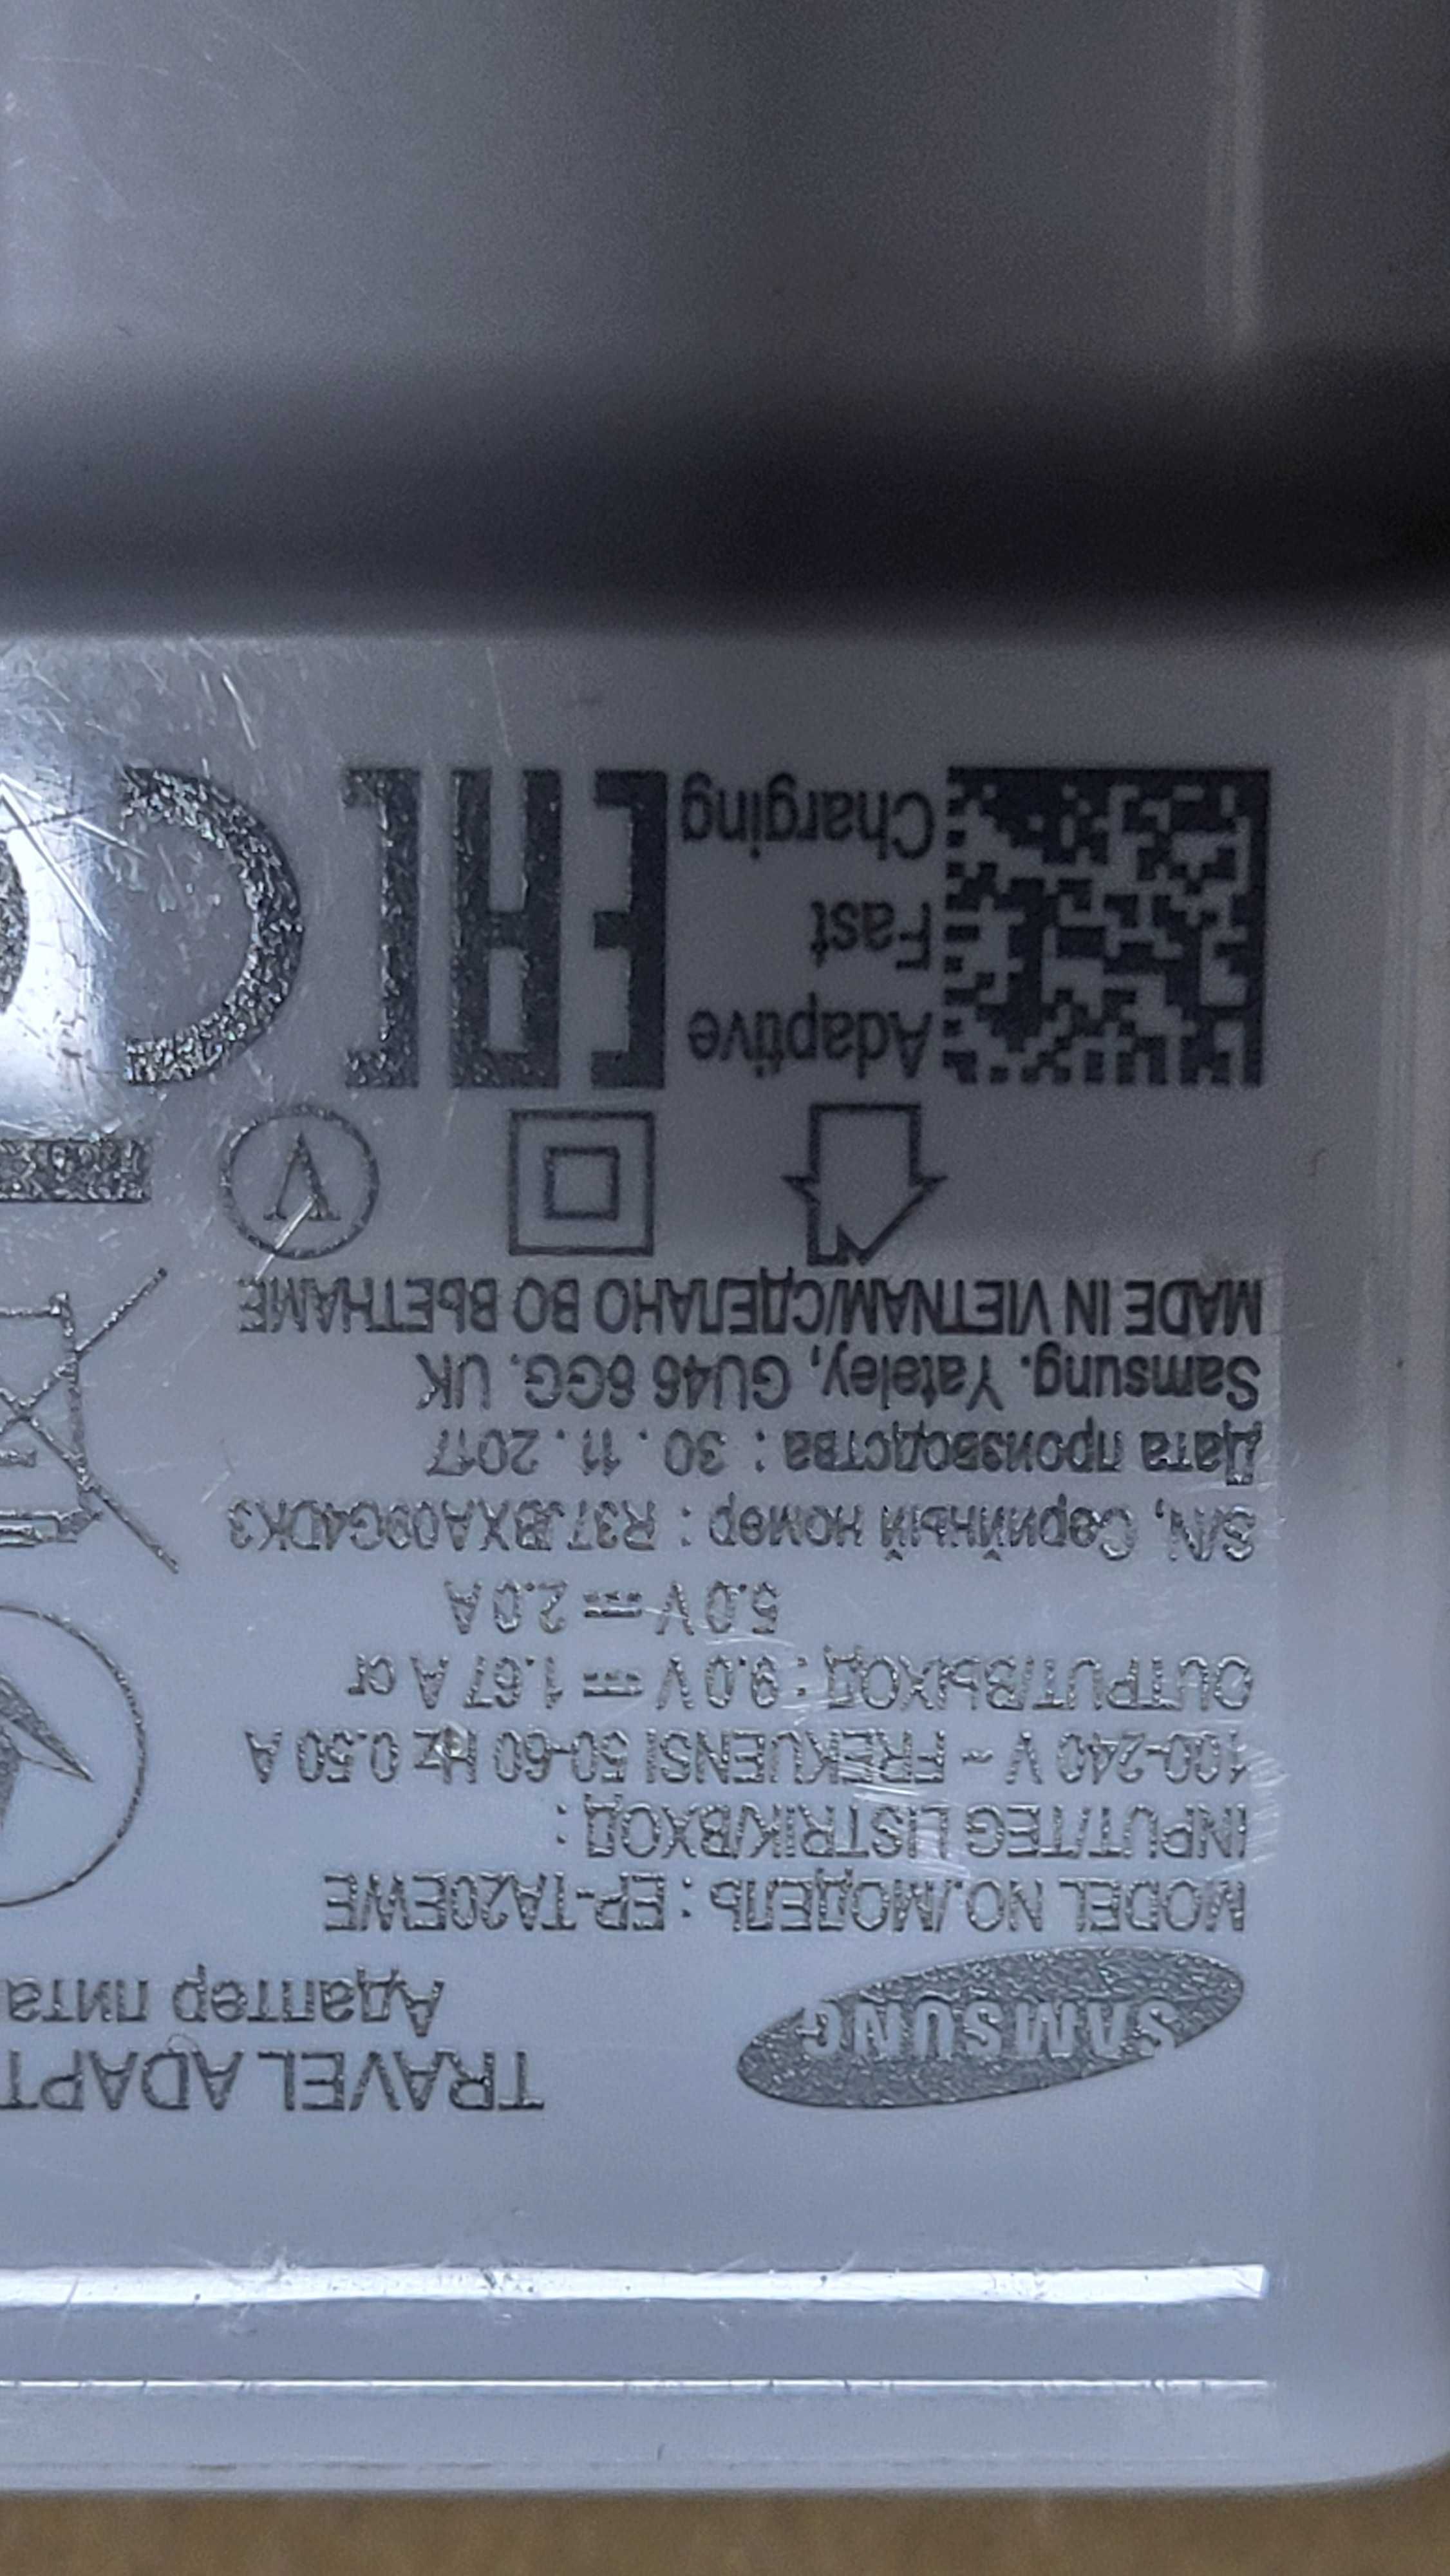 SAMSUNG
TRAVEL ADAPT
Адаптер пита
MODEL NO./МОДЕЛЬ : EP-TA20EWE
INPUT/TEG LISTRIK/ВХОД :
100-240 V ~ FREKUENSI 50-60 Hz 0.50 A
OUTPUT/ВЫХОД : 9.0 V ⎓ 1.67 A or
5.0 V ⎓ 2.0 A
S/N, Серийный номер : R37JBXA09G4DK3
Дата производства : 30 . 11 . 2017
Samsung. Yateley, GU46 6GG. UK
MADE IN VIETNAM/СДЕЛАНО ВО ВЬЕТНАМЕ
V
Adaptive
Fast
Charging
EAC